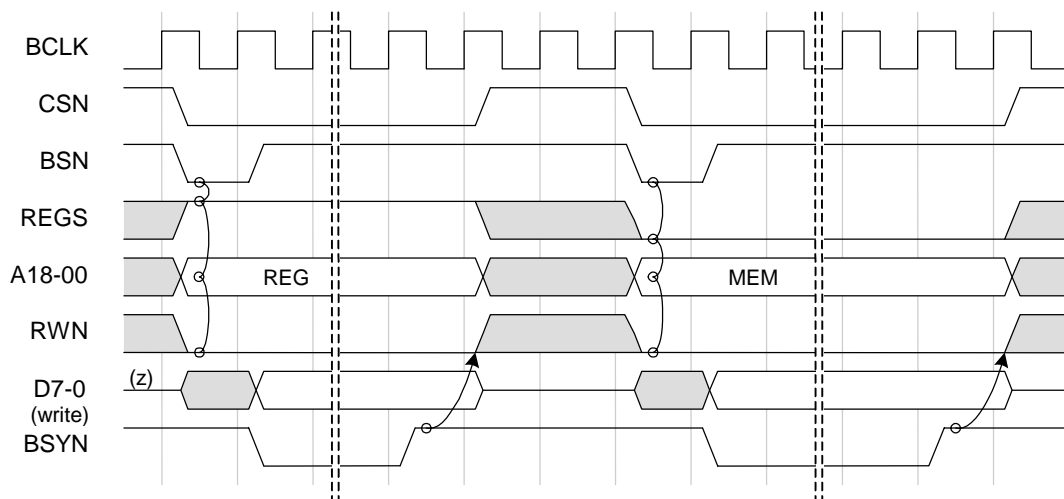 BCLK
CSN
BSN
REGS
A18-00 REG MEM
RWN
(z)
D7-0
(write)
BSYN